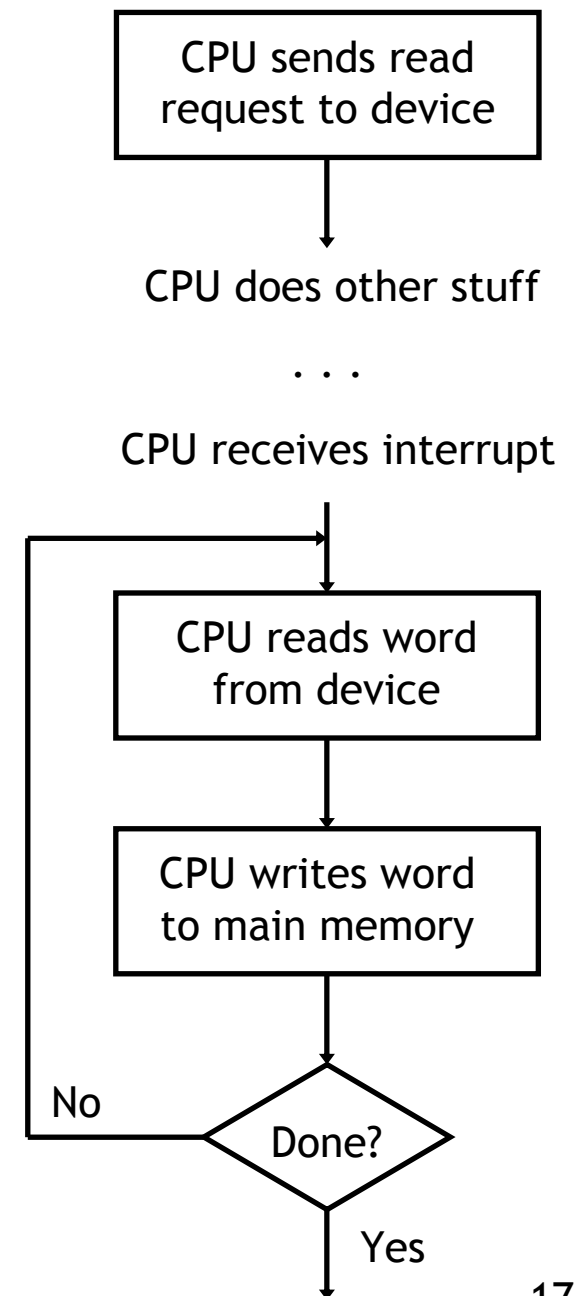 CPU sends read
request to device
CPU does other stuff
. . .
CPU receives interrupt
CPU reads word
from device
CPU writes word
to main memory
No
Done?
Yes
17